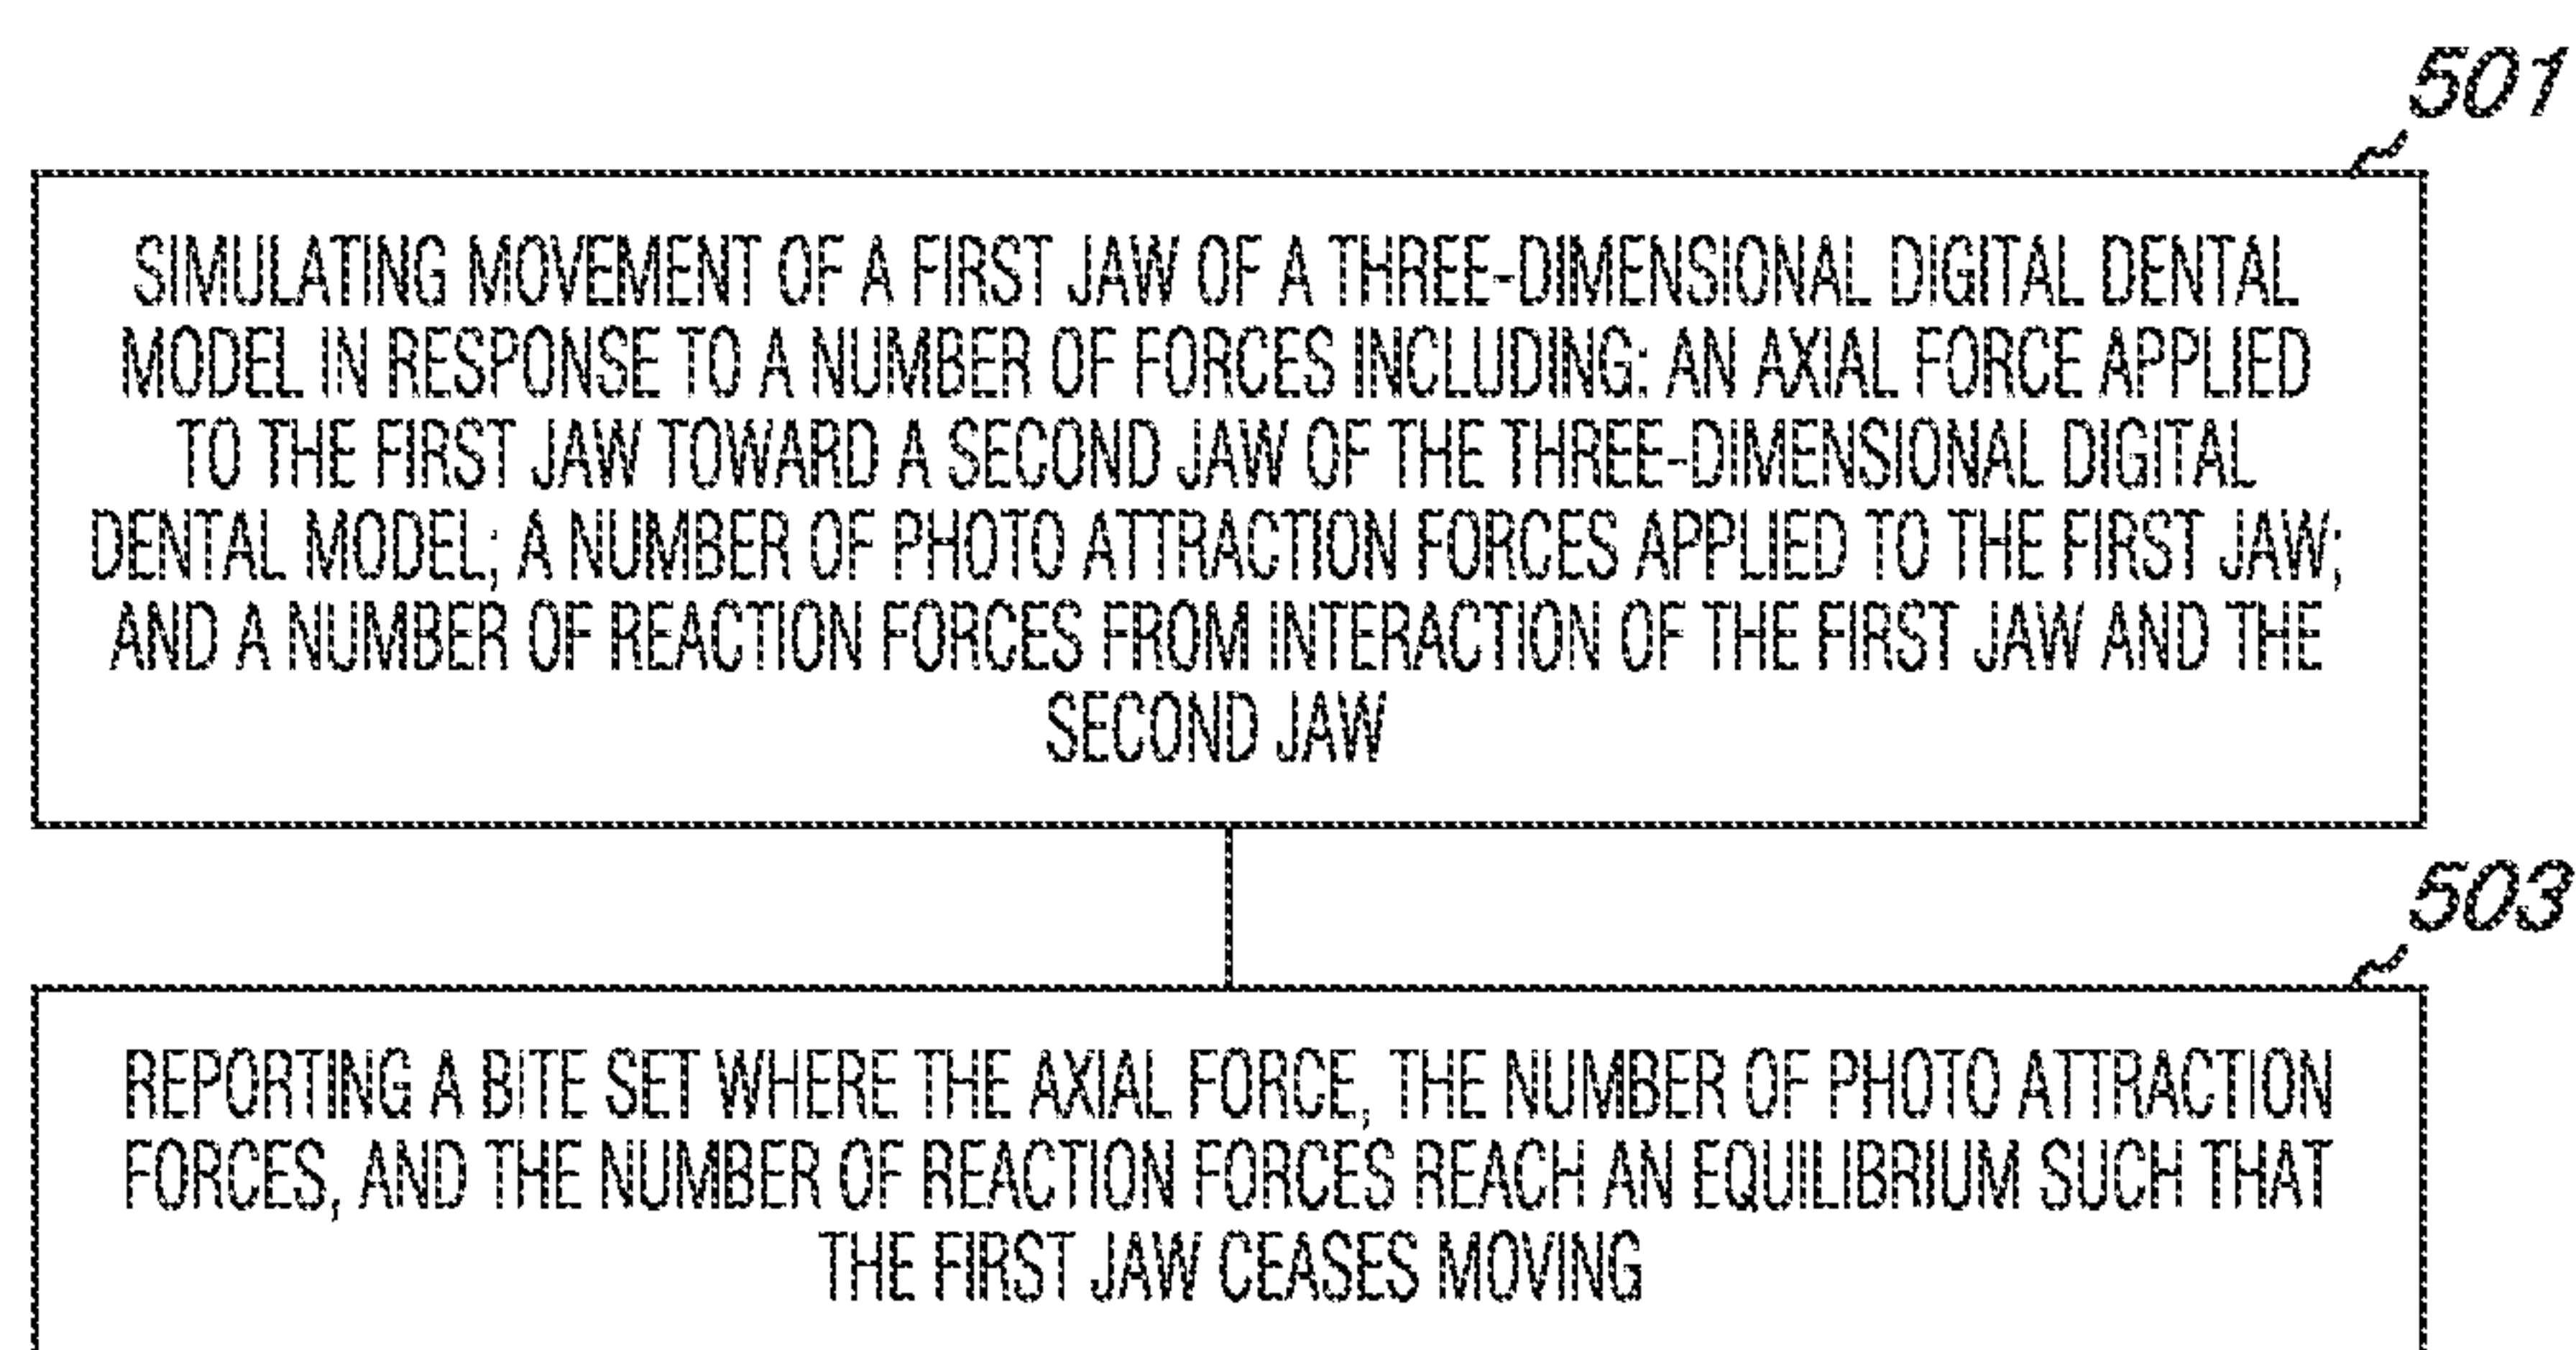 501
SIMULATING MOVEMENT OF A FIRST JAW OF A THREE-DIMENSIONAL DIGITAL DENTAL
MODEL IN RESPONSE TO A NUMBER OF FORCES INCLUDING: AN AXIAL FORCE APPLIED
TO THE FIRST JAW TOWARD A SECOND JAW OF THE THREE-DIMENSIONAL DIGITAL
DENTAL MODEL; A NUMBER OF PHOTO ATTRACTION FORCES APPLIED TO THE FIRST JAW;
AND A NUMBER OF REACTION FORCES FROM INTERACTION OF THE FIRST JAW AND THE
SECOND JAW
503
REPORTING A BITE SET WHERE THE AXIAL FORCE, THE NUMBER OF PHOTO ATTRACTION
FORCES, AND THE NUMBER OF REACTION FORCES REACH AN EQUILIBRIUM SUCH THAT
THE FIRST JAW CEASES MOVING